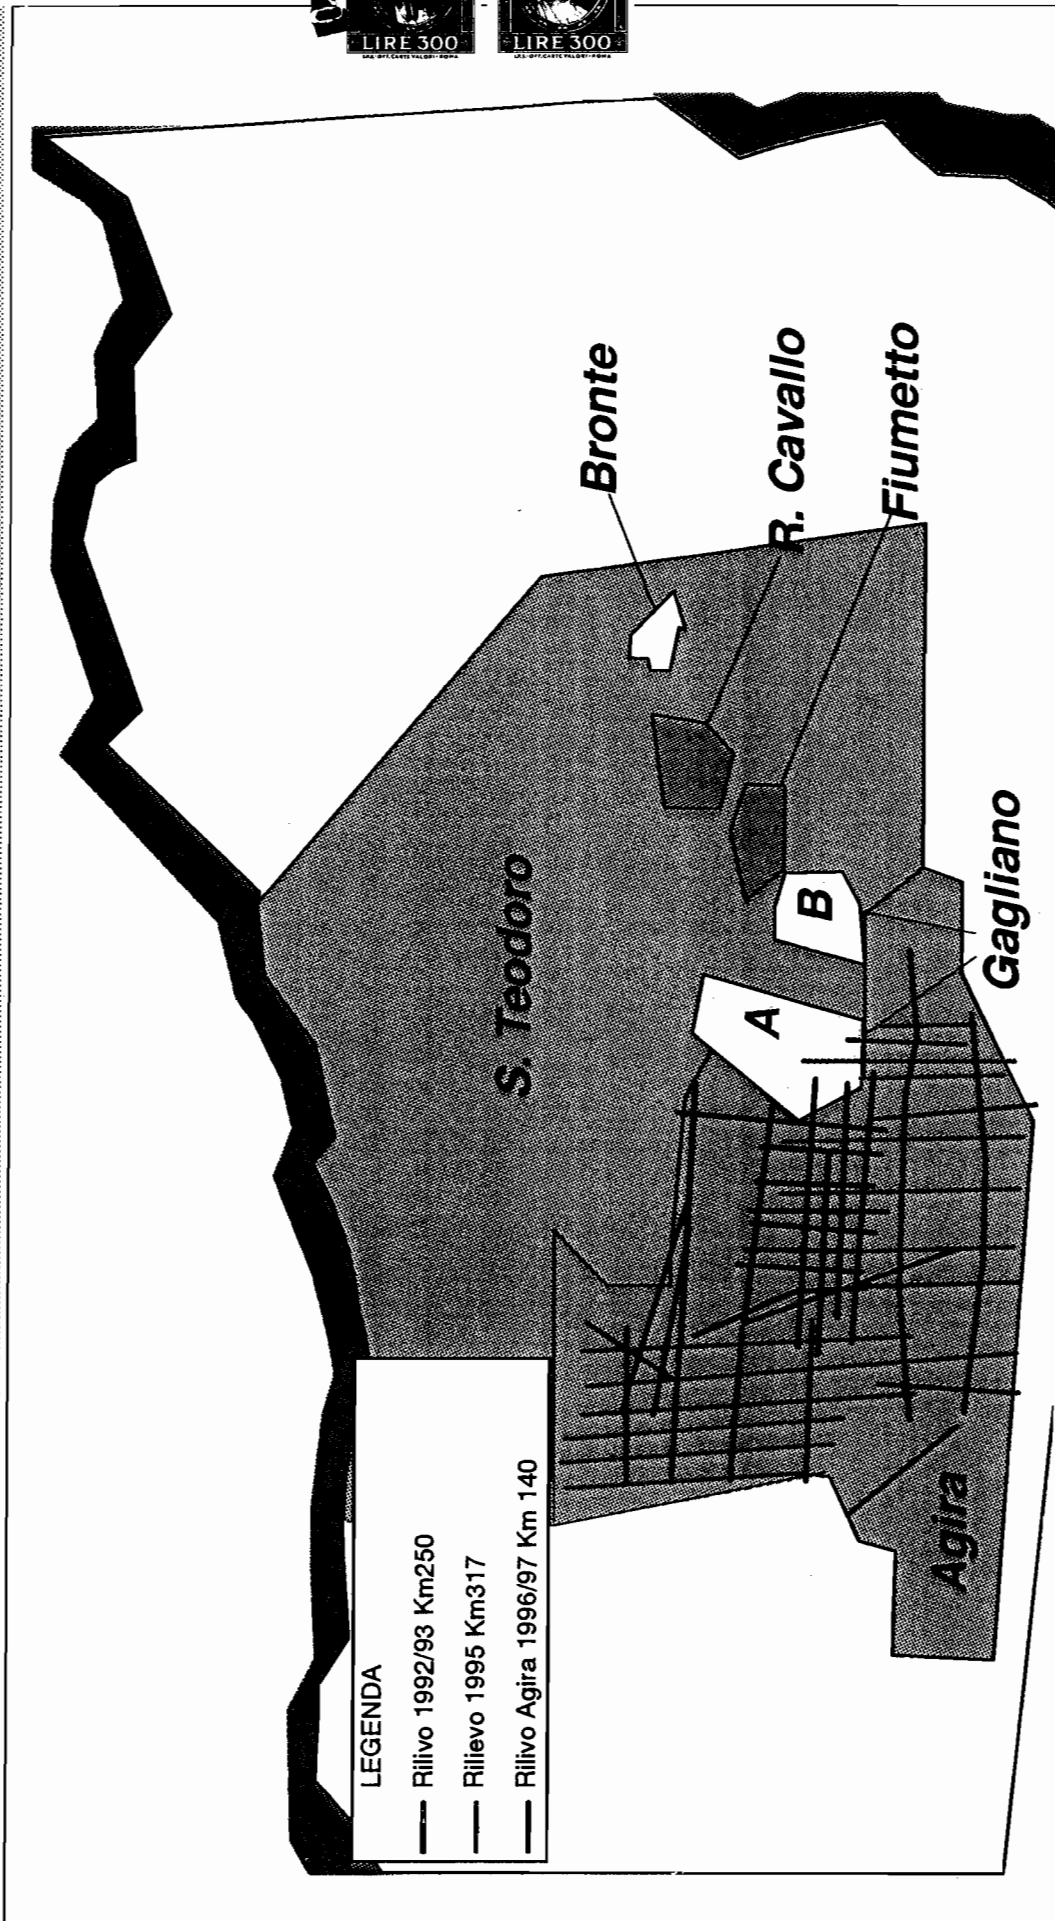 LIRE 300
LIRE 300
Bronte
R. Cavallo
Fiumetto
S. Teodoro
B
A
Gagliano
Agira
LEGENDA
Rilivo 1992/93 Km250
Rilievo 1995 Km317
Rilivo Agira 1996/97 Km 140